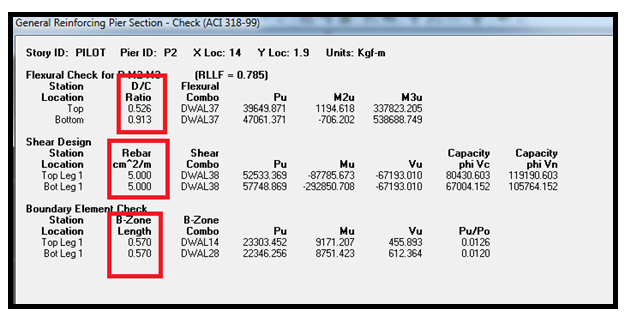 General Reinforcing Pier Section - Check (ACI 318-99)
Story ID: PILOT Pier ID: P2 X Loc: 14 Y Loc: 1.9 Units: Kgf-m
Flexural Check for P-M2-M3 (RLLF = 0.785)
Station D/C Flexural
Location Ratio Combo Pu M2u M3u
Top 0.526 DWAL37 39649.871 1194.618 337823.205
Bottom 0.913 DWAL37 47061.371 -706.202 538688.749
Shear Design
Station Rebar Shear Capacity Capacity
Location cm^2/m Combo Pu Mu Vu phi Vc phi Vn
Top Leg 1 5.000 DWAL38 52533.369 -87785.673 -67193.010 80430.603 119190.603
Bot Leg 1 5.000 DWAL38 57748.869 -292850.708 -67193.010 67004.152 105764.152
Boundary Element Check
Station B-Zone B-Zone
Location Length Combo Pu Mu Vu Pu/Po
Top Leg 1 0.570 DWAL14 23303.452 9171.207 455.893 0.0126
Bot Leg 1 0.570 DWAL28 22346.256 8751.423 612.364 0.0120